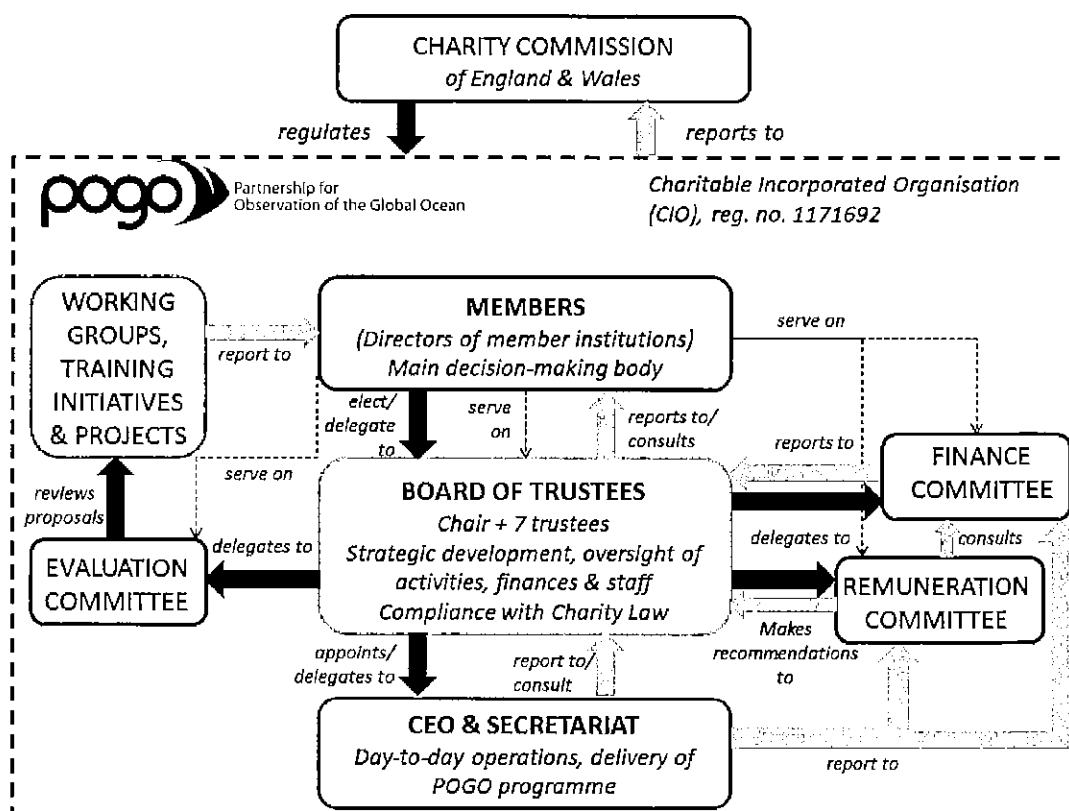 CHARITY COMMISSION
of England & Wales
regulates
reports to
pogo
Partnership for
Observation of the Global Ocean
Charitable Incorporated Organisation
(CIO), reg. no. 1171692
WORKING
GROUPS,
TRAINING
INITIATIVES
& PROJECTS
report to
MEMBERS
(Directors of member institutions)
Main decision-making body
serve on
elect/
delegate
to
serve
on
reports to/
consults
reports to
FINANCE
COMMITTEE
serve on
reviews
proposals
BOARD OF TRUSTEES
Chair + 7 trustees
Strategic development, oversight of
activities, finances & staff
Compliance with Charity Law
delegates to
EVALUATION
COMMITTEE
delegates to
consults
REMUNERATION
COMMITTEE
Makes
recommendations
to
appoints/
delegates to
report to/
consult
CEO & SECRETARIAT
Day-to-day operations, delivery of
POGO programme
report to